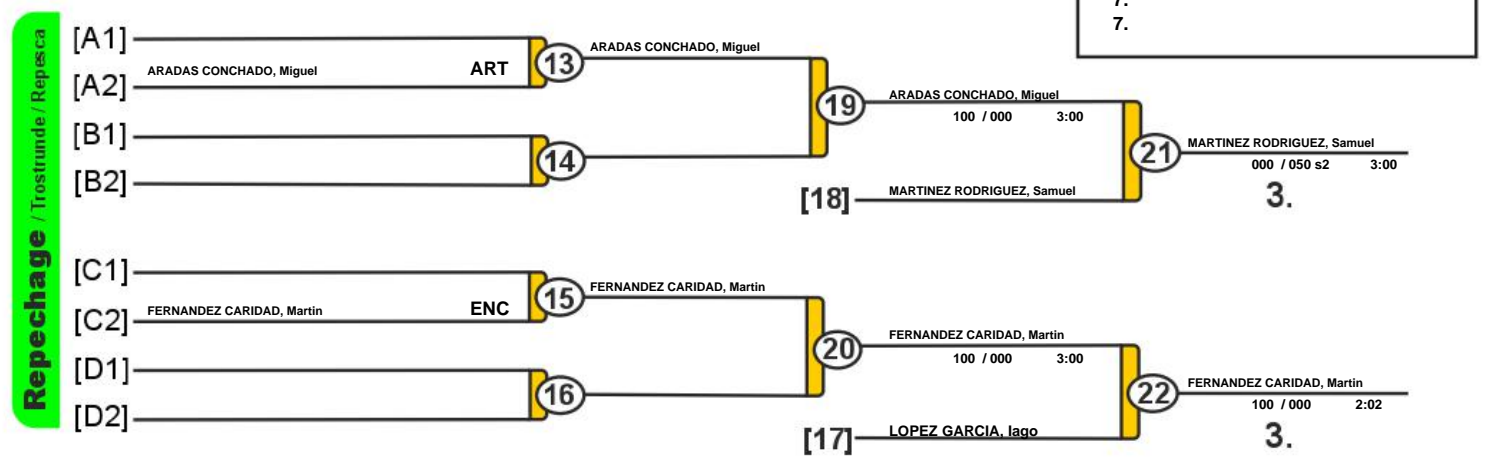 7.
7.
Repechage / Trostrunde / Repesca
[A1]
ARADAS CONCHADO, Miguel
13
[A2]
ARADAS CONCHADO, Miguel
ART
19
ARADAS CONCHADO, Miguel
100 / 000 3:00
[B1]
14
[B2]
21
MARTINEZ RODRIGUEZ, Samuel
000 / 050 s2 3:00
[18]
MARTINEZ RODRIGUEZ, Samuel
3.
[C1]
15
FERNANDEZ CARIDAD, Martin
[C2]
FERNANDEZ CARIDAD, Martin
ENC
20
FERNANDEZ CARIDAD, Martin
100 / 000 3:00
[D1]
16
[D2]
22
FERNANDEZ CARIDAD, Martin
100 / 000 2:02
[17]
LOPEZ GARCIA, Iago
3.